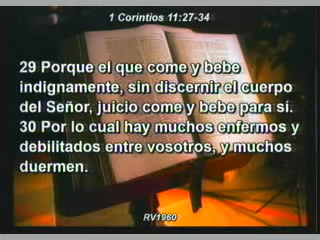 1 Corintios 11:27-34
29 Porque el que come y bebe
indignamente, sin discernir el cuerpo
del Señor, juicio come y bebe para sí.
30 Por lo cual hay muchos enfermos y
debilitados entre vosotros, y muchos
duermen.
RV1960